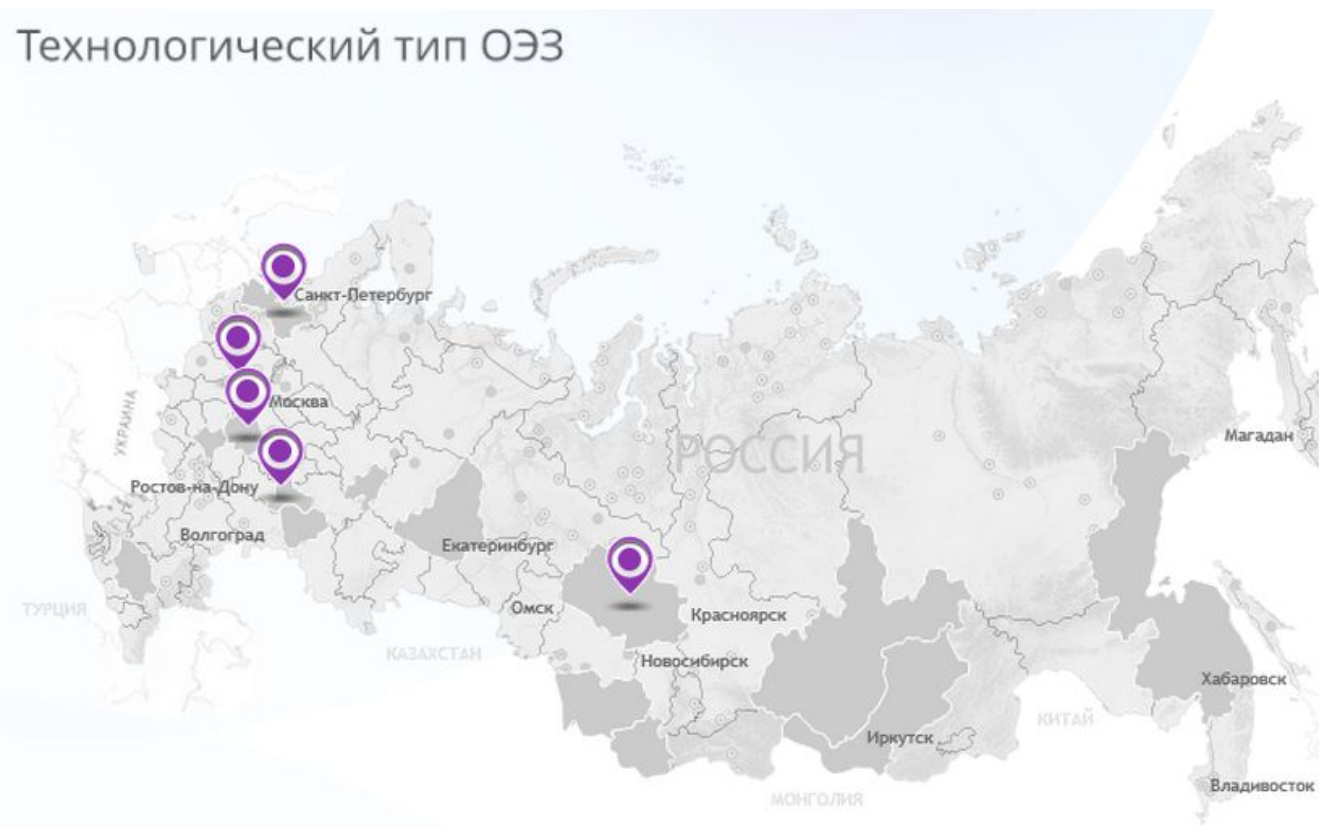 Технологический тип ОЭЗ
Санкт-Петербург
Москва
УКРАИНА
РОССИЯ
Магадан
Ростов-на-Дону
Волгоград
Екатеринбург
ТУРЦИЯ
Омск
Красноярск
КАЗАХСТАН
Новосибирск
Хабаровск
КИТАЙ
Иркутск
Владивосток
МОНГОЛИЯ